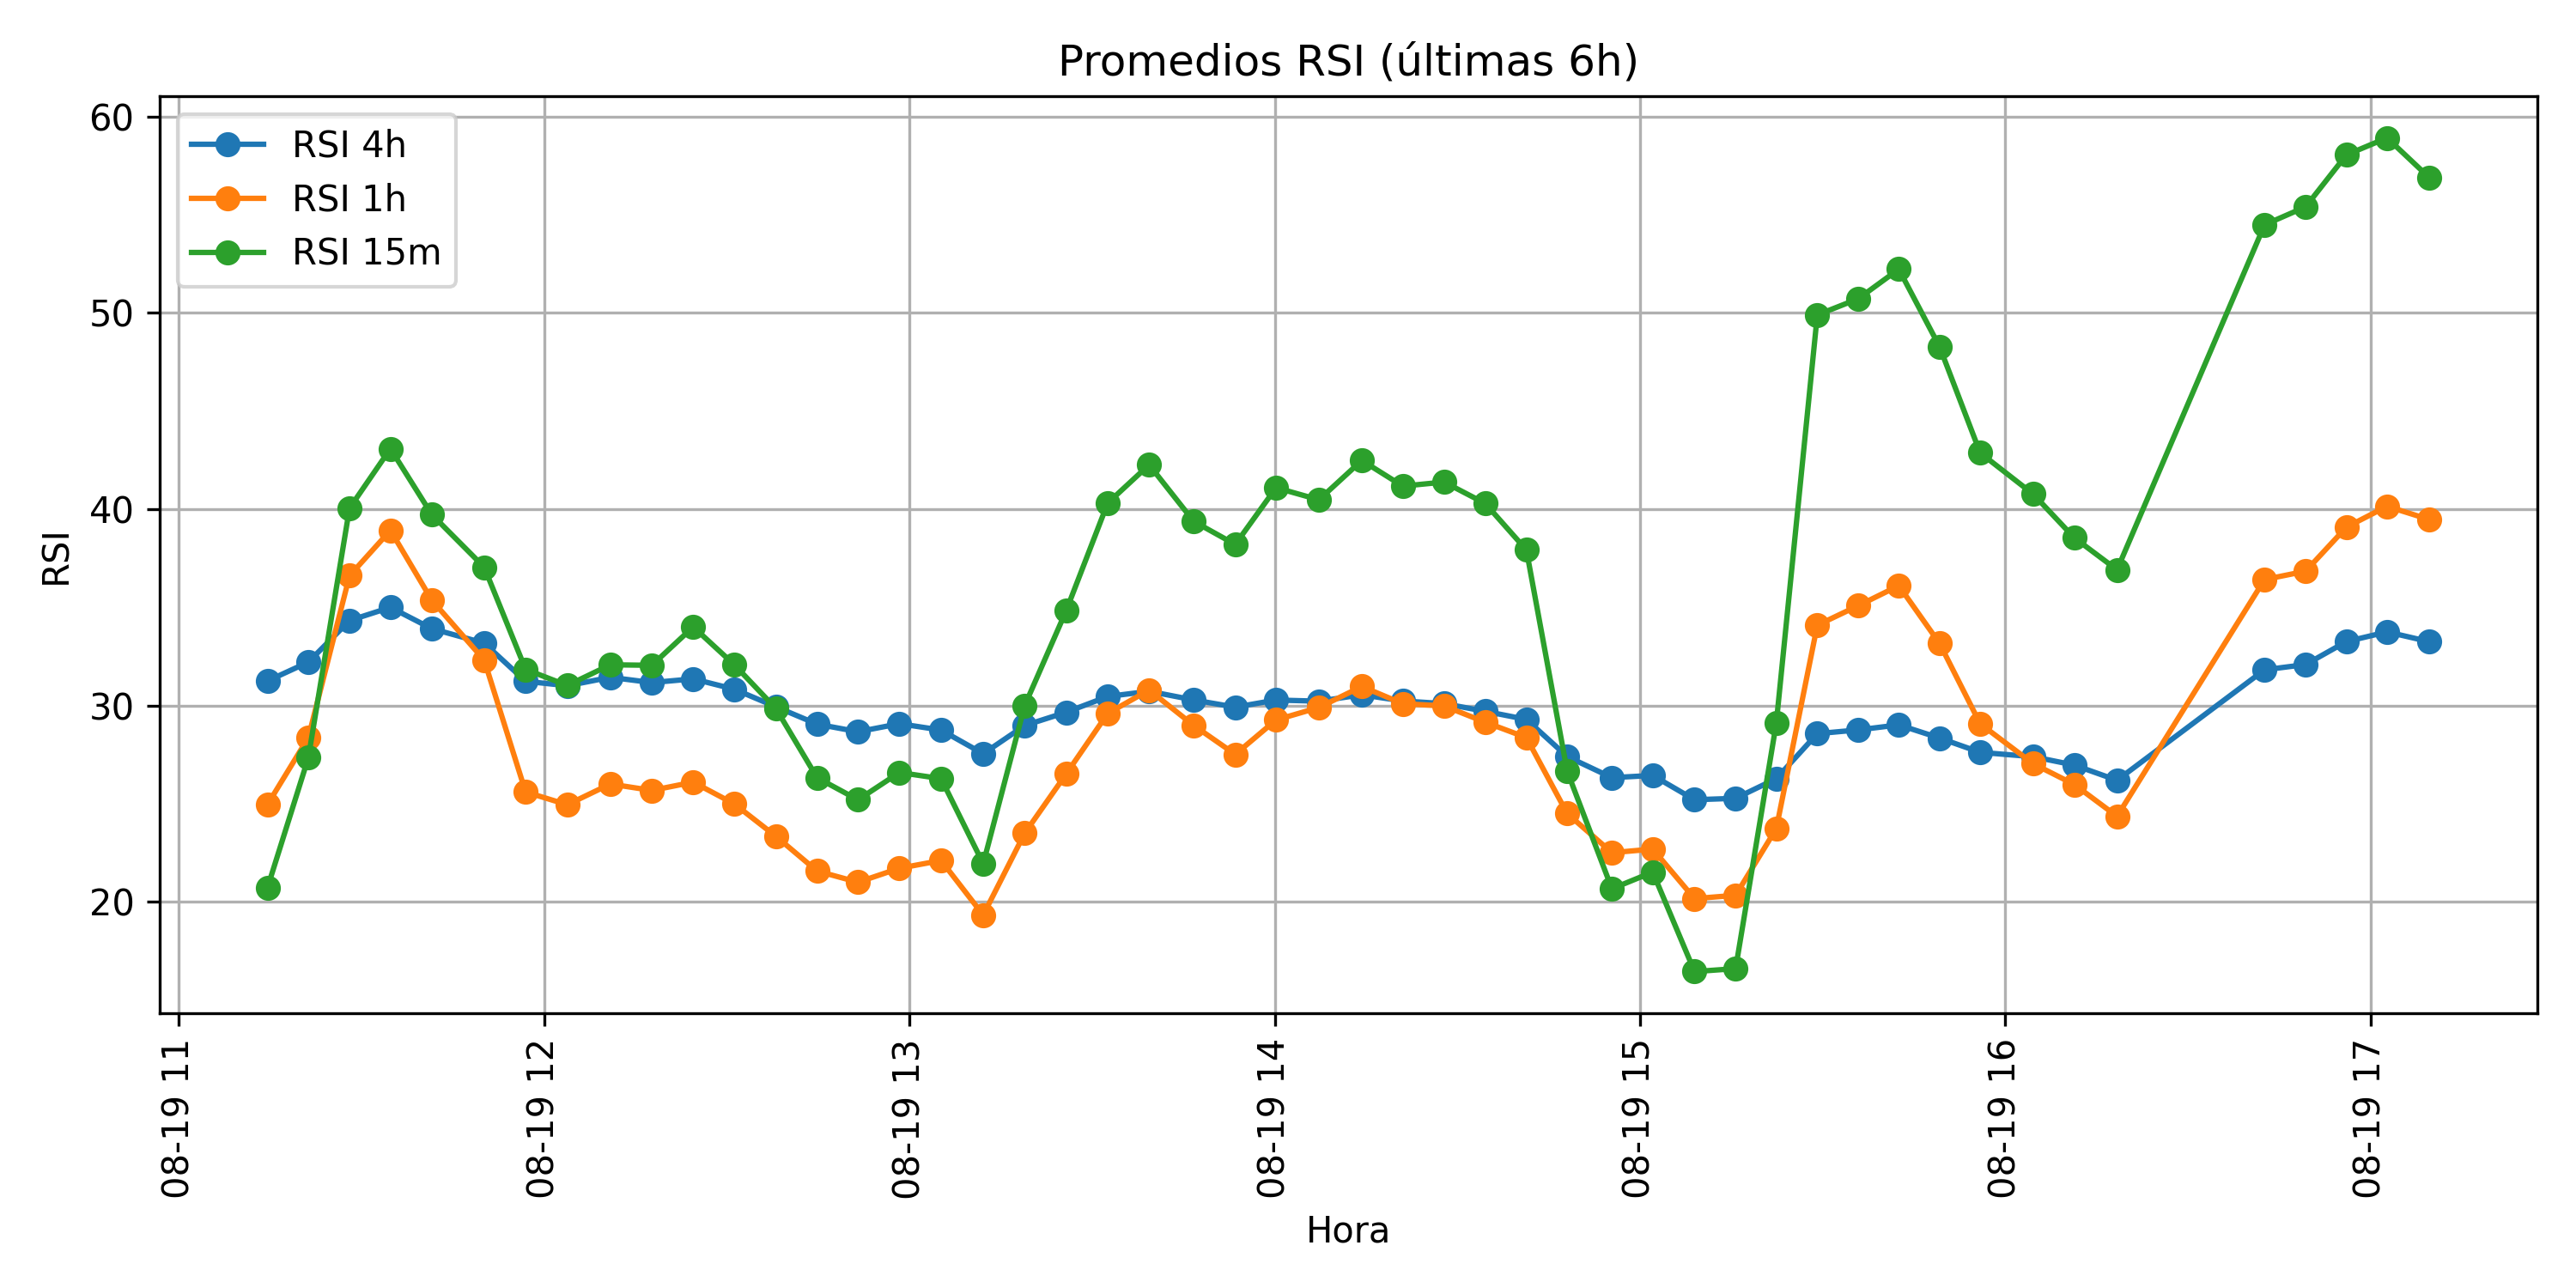 Promedios RSI (últimas 6h)
RSI 4h
RSI 1h
RSI 15m
60
50
40
30
20
RSI
08-19 11
08-19 12
08-19 13
08-19 14
08-19 15
08-19 16
08-19 17
Hora